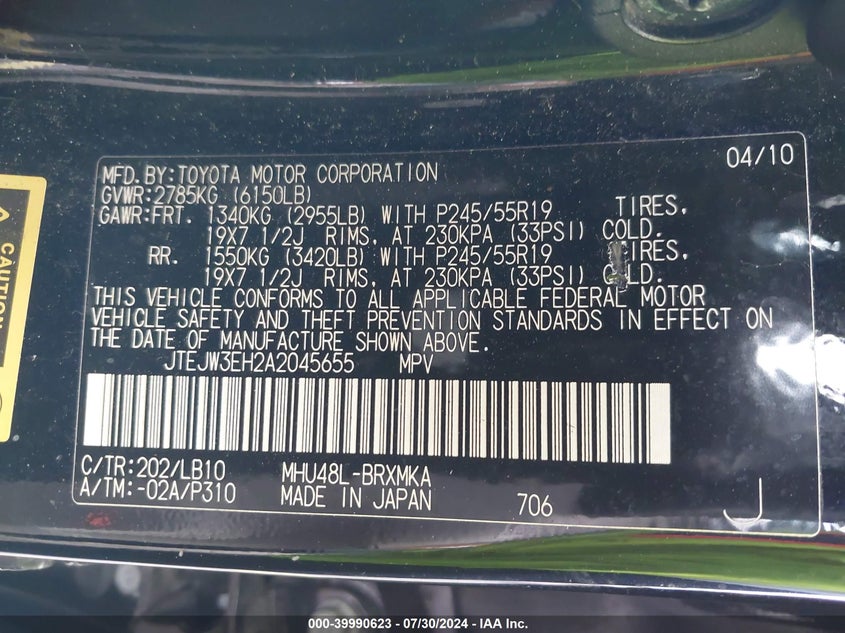 04/10
MFD.BY:TOYOTA MOTOR CORPORATION
GVWR:2785KG (6150LB)
GAWR:FRT. 1340KG (2955LB) WITH P245/55R19 TIRES,
19X7 1/2J RIMS, AT 230KPA (33PSI) COLD.
RR. 1550KG (3420LB) WITH P245/55R19 TIRES,
19X7 1/2J RIMS, AT 230KPA (33PSI) COLD.
THIS VEHICLE CONFORMS TO ALL APPLICABLE FEDERAL MOTOR
VEHICLE SAFETY AND THEFT PREVENTION STANDARDS IN EFFECT ON
THE DATE OF MANUFACTURE SHOWN ABOVE.
JTEJW3EH2A2045655 MPV
C/TR:202/LB10 MHU48L-BRXMKA
A/TM:-02A/P310 MADE IN JAPAN 706 J
CAUTION
000-39990623 - 07/30/2024 - IAA Inc.